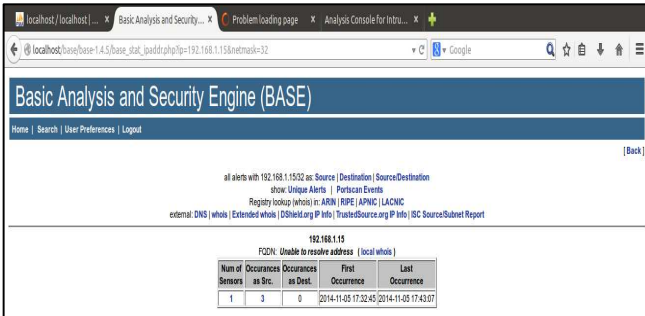 localhost / localhost | ... × Basic Analysis and Security... × Problem loading page × Analysis Console for Intru... ×
localhost/base/base-1.4.5/base_stat_ipaddr.php?ip=192.168.1.15&netmask=32 Google
Basic Analysis and Security Engine (BASE)
Home | Search | User Preferences | Logout
[ Back ]
all alerts with 192.168.1.15/32 as: Source | Destination | Source/Destination
show: Unique Alerts | Portscan Events
Registry lookup (whois) in: ARIN | RIPE | APNIC | LACNIC
external: DNS | whois | Extended whois | DShield.org IP Info | TrustedSource.org IP Info | ISC Source/Subnet Report
192.168.1.15
FQDN: Unable to resolve address ( local whois )
Num of Sensors Occurances as Src. Occurances as Dest. First Occurrence Last Occurrence
1 3 0 2014-11-05 17:32:45 2014-11-05 17:43:07